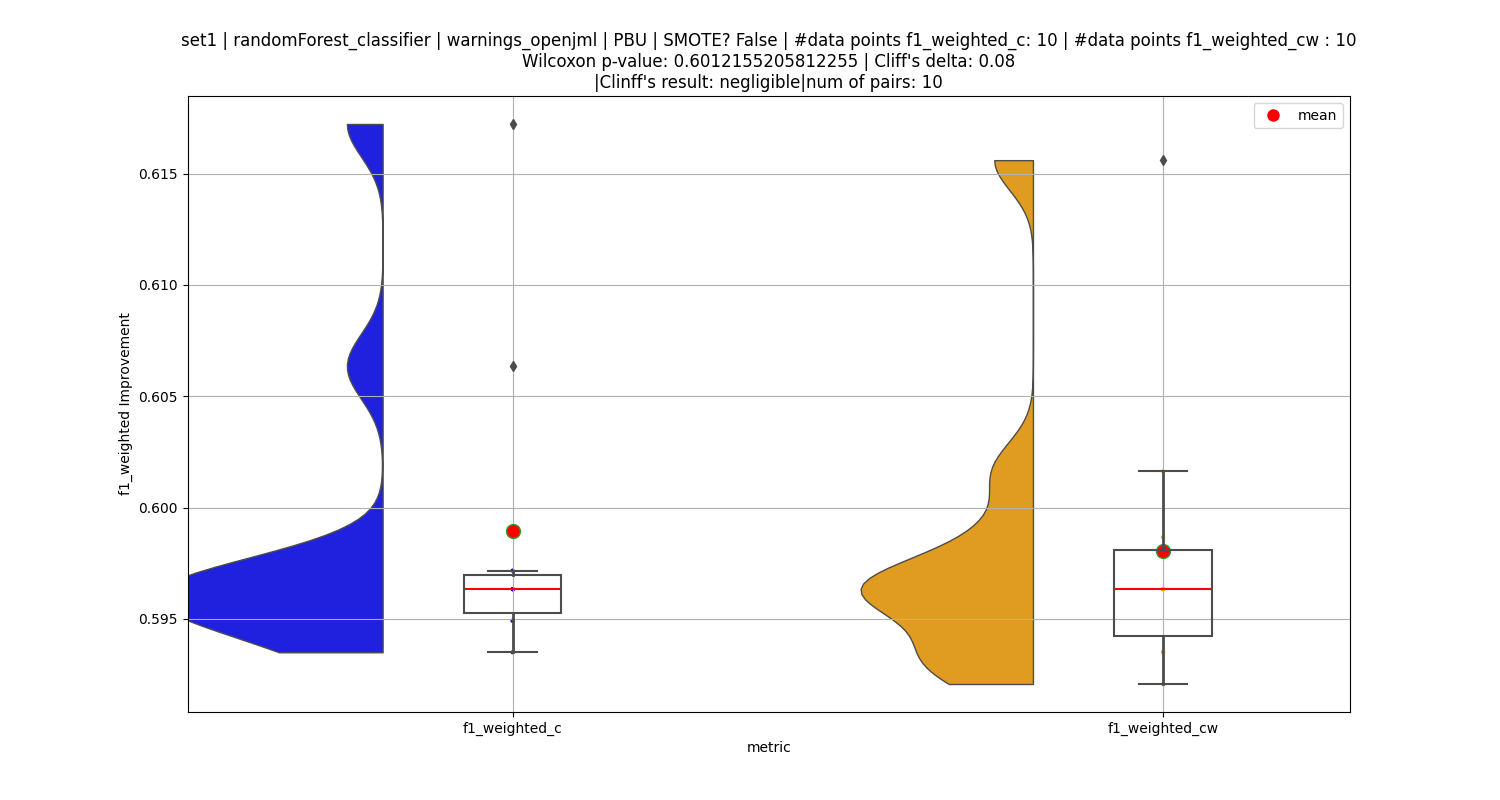 set1 | randomForest_classifier | warnings_openjml | PBU | SMOTE? False | #data points f1_weighted_c: 10 | #data points f1_weighted_cw : 10
Wilcoxon p-value: 0.6012155205812255 | Cliff's delta: 0.08
|Clinff's result: negligible|num of pairs: 10
mean
0.615
0.610
0.605
0.600
0.595
f1_weighted Improvement
f1_weighted_c
f1_weighted_cw
metric